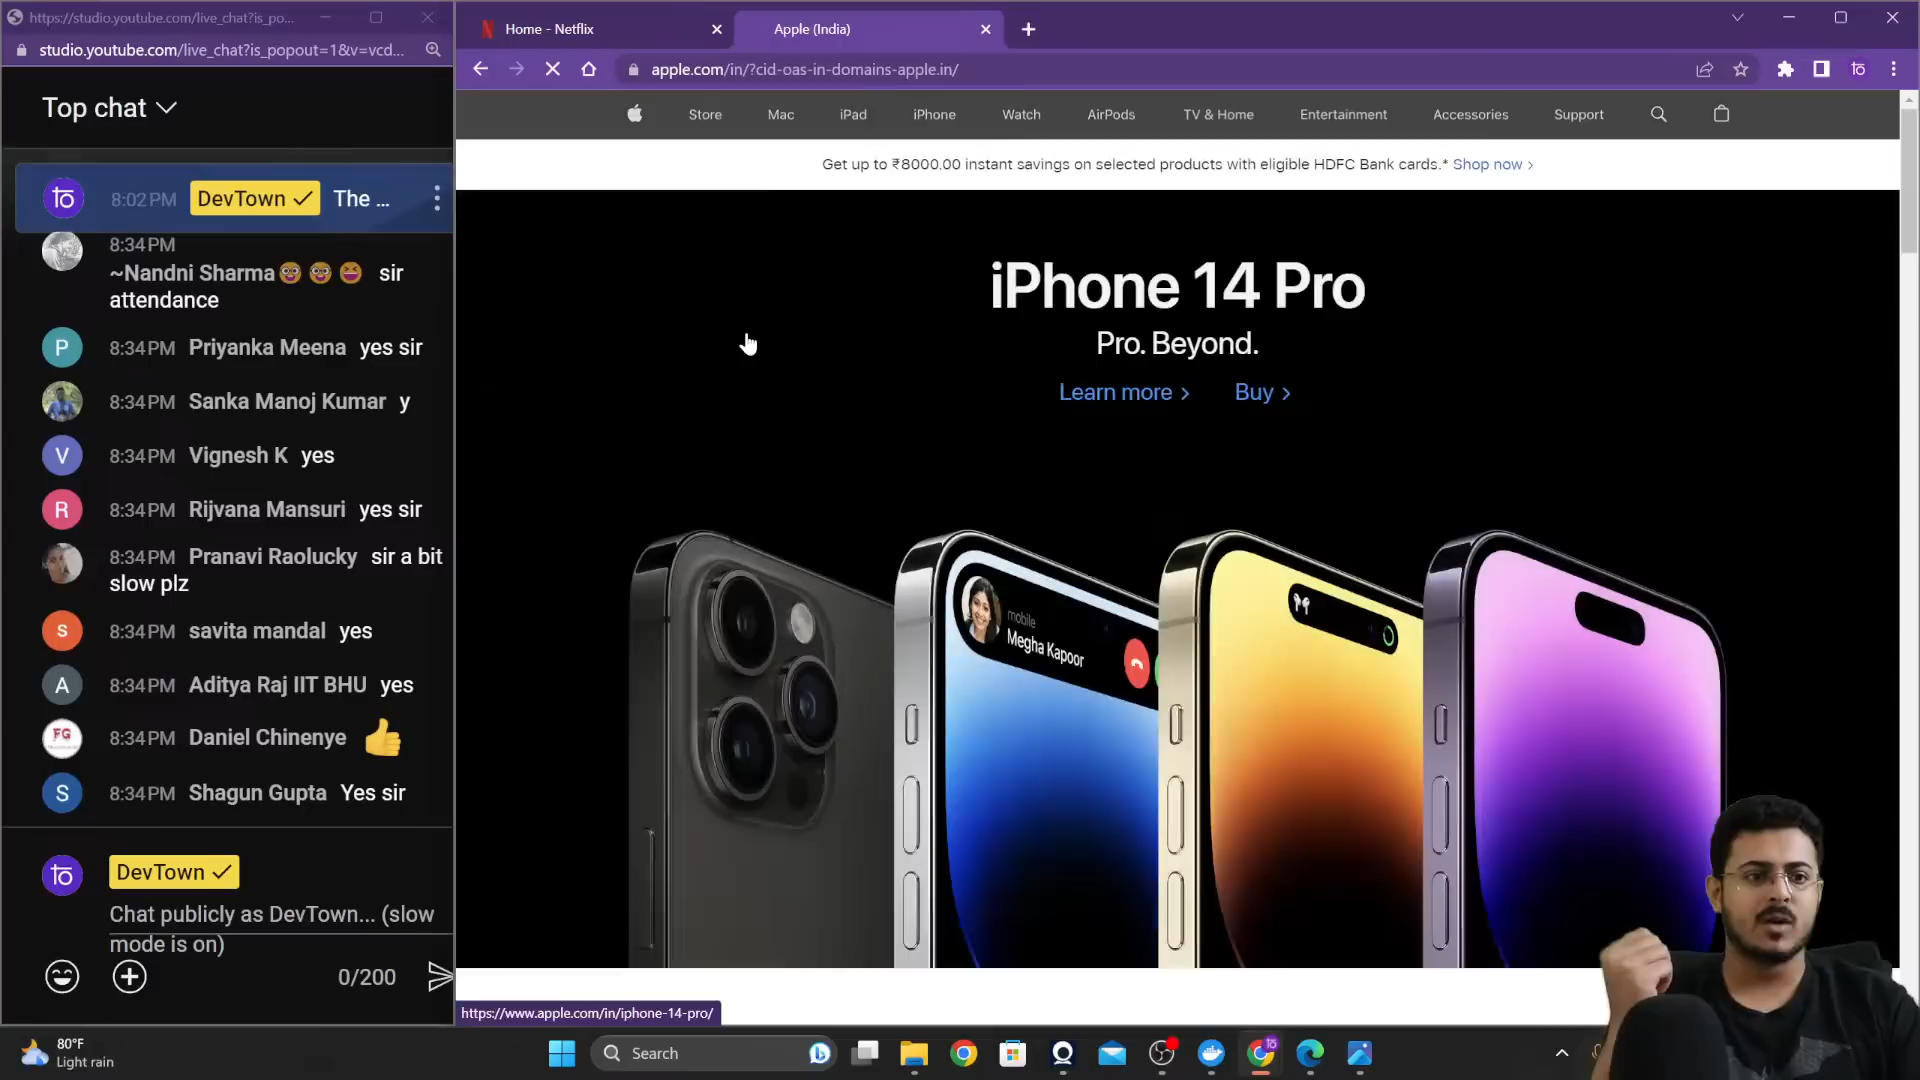 https://studio.youtube.com/live_chat?is_po...
studio.youtube.com/live_chat?is_popout=1&v=vcd...
Top chat
8:02 PM DevTown The ...
8:34 PM
~Nandni Sharma🤓🤓😆 sir
attendance
8:34 PM Priyanka Meena yes sir
8:34 PM Sanka Manoj Kumar y
8:34 PM Vignesh K yes
8:34 PM Rijvana Mansuri yes sir
8:34 PM Pranavi Raolucky sir a bit
slow plz
8:34 PM savita mandal yes
8:34 PM Aditya Raj IIT BHU yes
8:34 PM Daniel Chinenye 👍
8:34 PM Shagun Gupta Yes sir
DevTown
Chat publicly as DevTown... (slow
mode is on)
0/200
Home - Netflix
Apple (India)
apple.com/in/?cid-oas-in-domains-apple.in/
Store Mac iPad iPhone Watch AirPods TV & Home Entertainment Accessories Support
Get up to ₹8000.00 instant savings on selected products with eligible HDFC Bank cards.* Shop now >
iPhone 14 Pro
Pro. Beyond.
Learn more > Buy >
mobile
Megha Kapoor
https://www.apple.com/in/iphone-14-pro/
80°F
Light rain
Search
P
V
R
S
A
FG
S